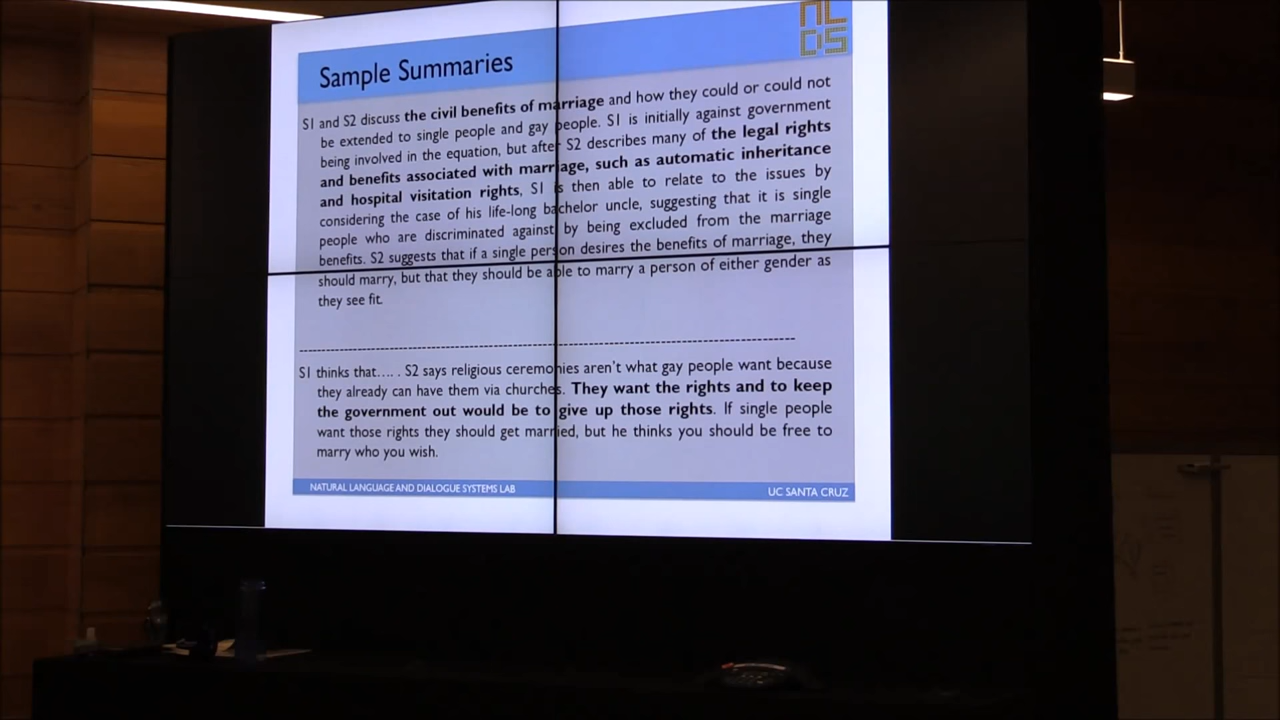 NL
DS
Sample Summaries
S1 and S2 discuss the civil benefits of marriage and how they could or could not
be extended to single people and gay people. S1 is initially against government
being involved in the equation, but after S2 describes many of the legal rights
and benefits associated with marriage, such as automatic inheritance
and hospital visitation rights, S1 is then able to relate to the issues by
considering the case of his life-long bachelor uncle, suggesting that it is single
people who are discriminated against by being excluded from the marriage
benefits. S2 suggests that if a single person desires the benefits of marriage, they
should marry, but that they should be able to marry a person of either gender as
they see fit.
--------------------------------------------------------------------------------
S1 thinks that..... S2 says religious ceremonies aren't what gay people want because
they already can have them via churches. They want the rights and to keep
the government out would be to give up those rights. If single people
want those rights they should get married, but he thinks you should be free to
marry who you wish.
NATURAL LANGUAGE AND DIALOGUE SYSTEMS LAB
UC SANTA CRUZ